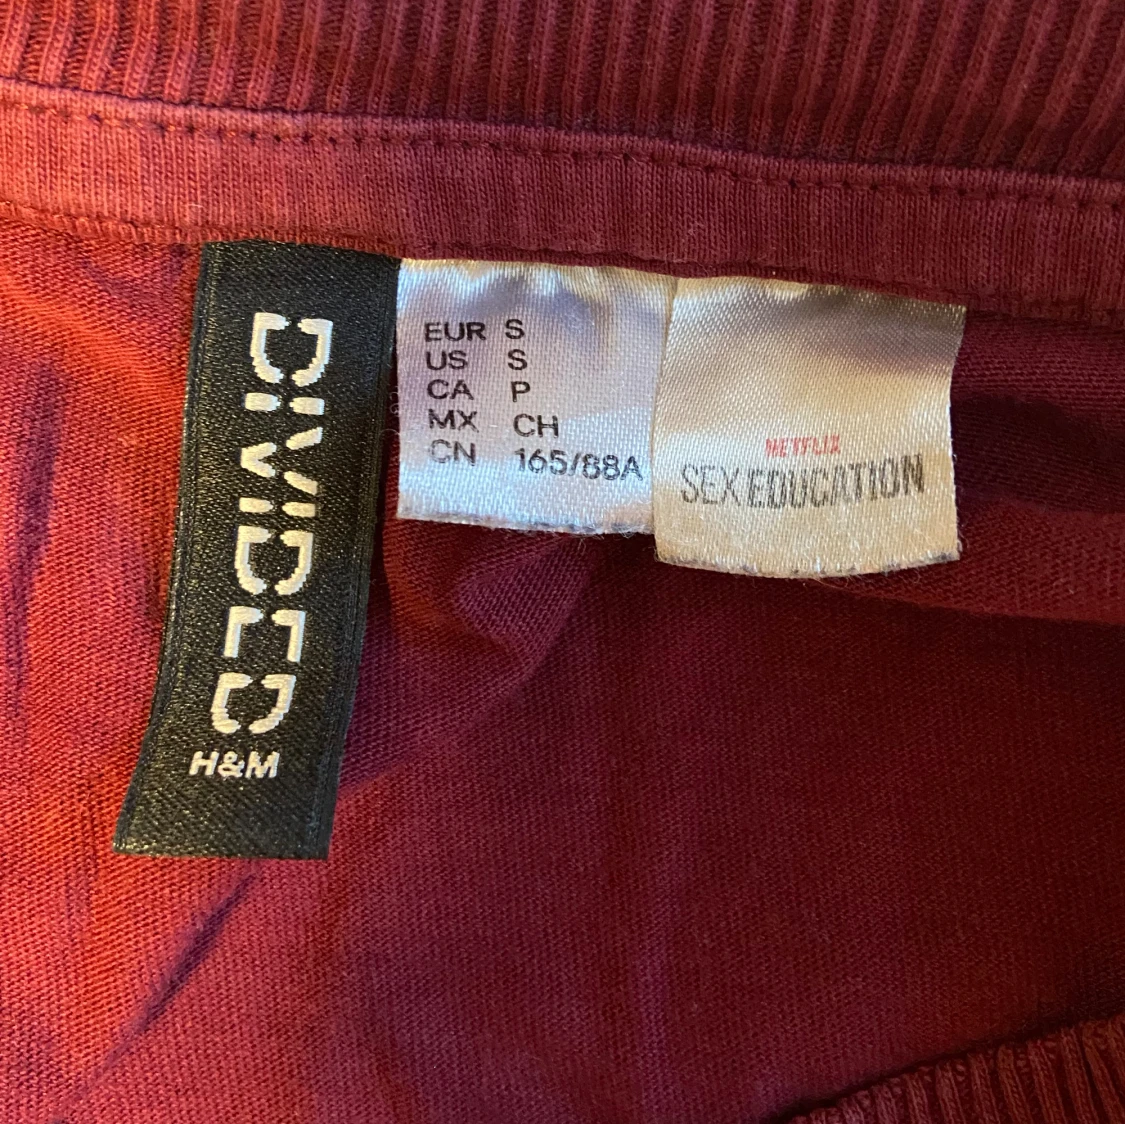 DIVIDED
H&M
EUR S
US S
CA P
MX CH
CN 165/88A
NETFLIX
SEX EDUCATION